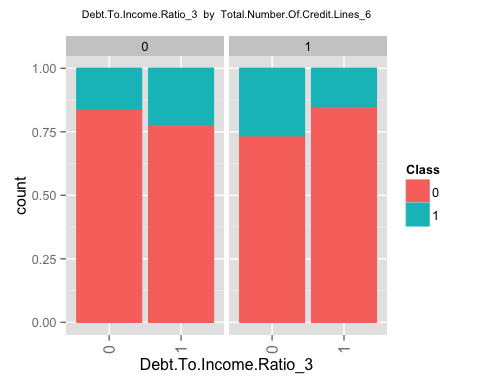 Debt.To.Income.Ratio_3 by Total.Number.Of.Credit.Lines_6
0 1
1.00
0.75
0.50
0.25
0.00
count
0 1 0 1
Debt.To.Income.Ratio_3
Class
0
1